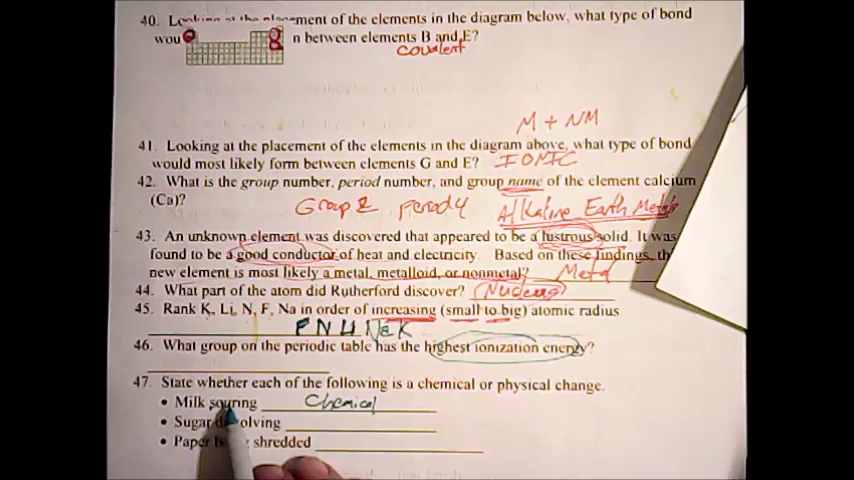 40. Looking at the placement of the elements in the diagram below, what type of bond
wou n between elements B and E?
G B E
Covalent
M + NM
41. Looking at the placement of the elements in the diagram above, what type of bond
would most likely form between elements G and E? IONIC
42. What is the group number, period number, and group name of the element calcium
(Ca)? Group 2 Period 4 Alkaline Earth Metals
43. An unknown element was discovered that appeared to be a lustrous solid. It was
found to be a good conductor of heat and electricity. Based on these findings, th
new element is most likely a metal, metalloid, or nonmetal? Metal
44. What part of the atom did Rutherford discover? Nucleus
45. Rank K, Li, N, F, Na in order of increasing (small to big) atomic radius
F N Li Na K
46. What group on the periodic table has the highest ionization energy?
47. State whether each of the following is a chemical or physical change.
• Milk souring Chemical
• Sugar d olving
• Paper b g shredded